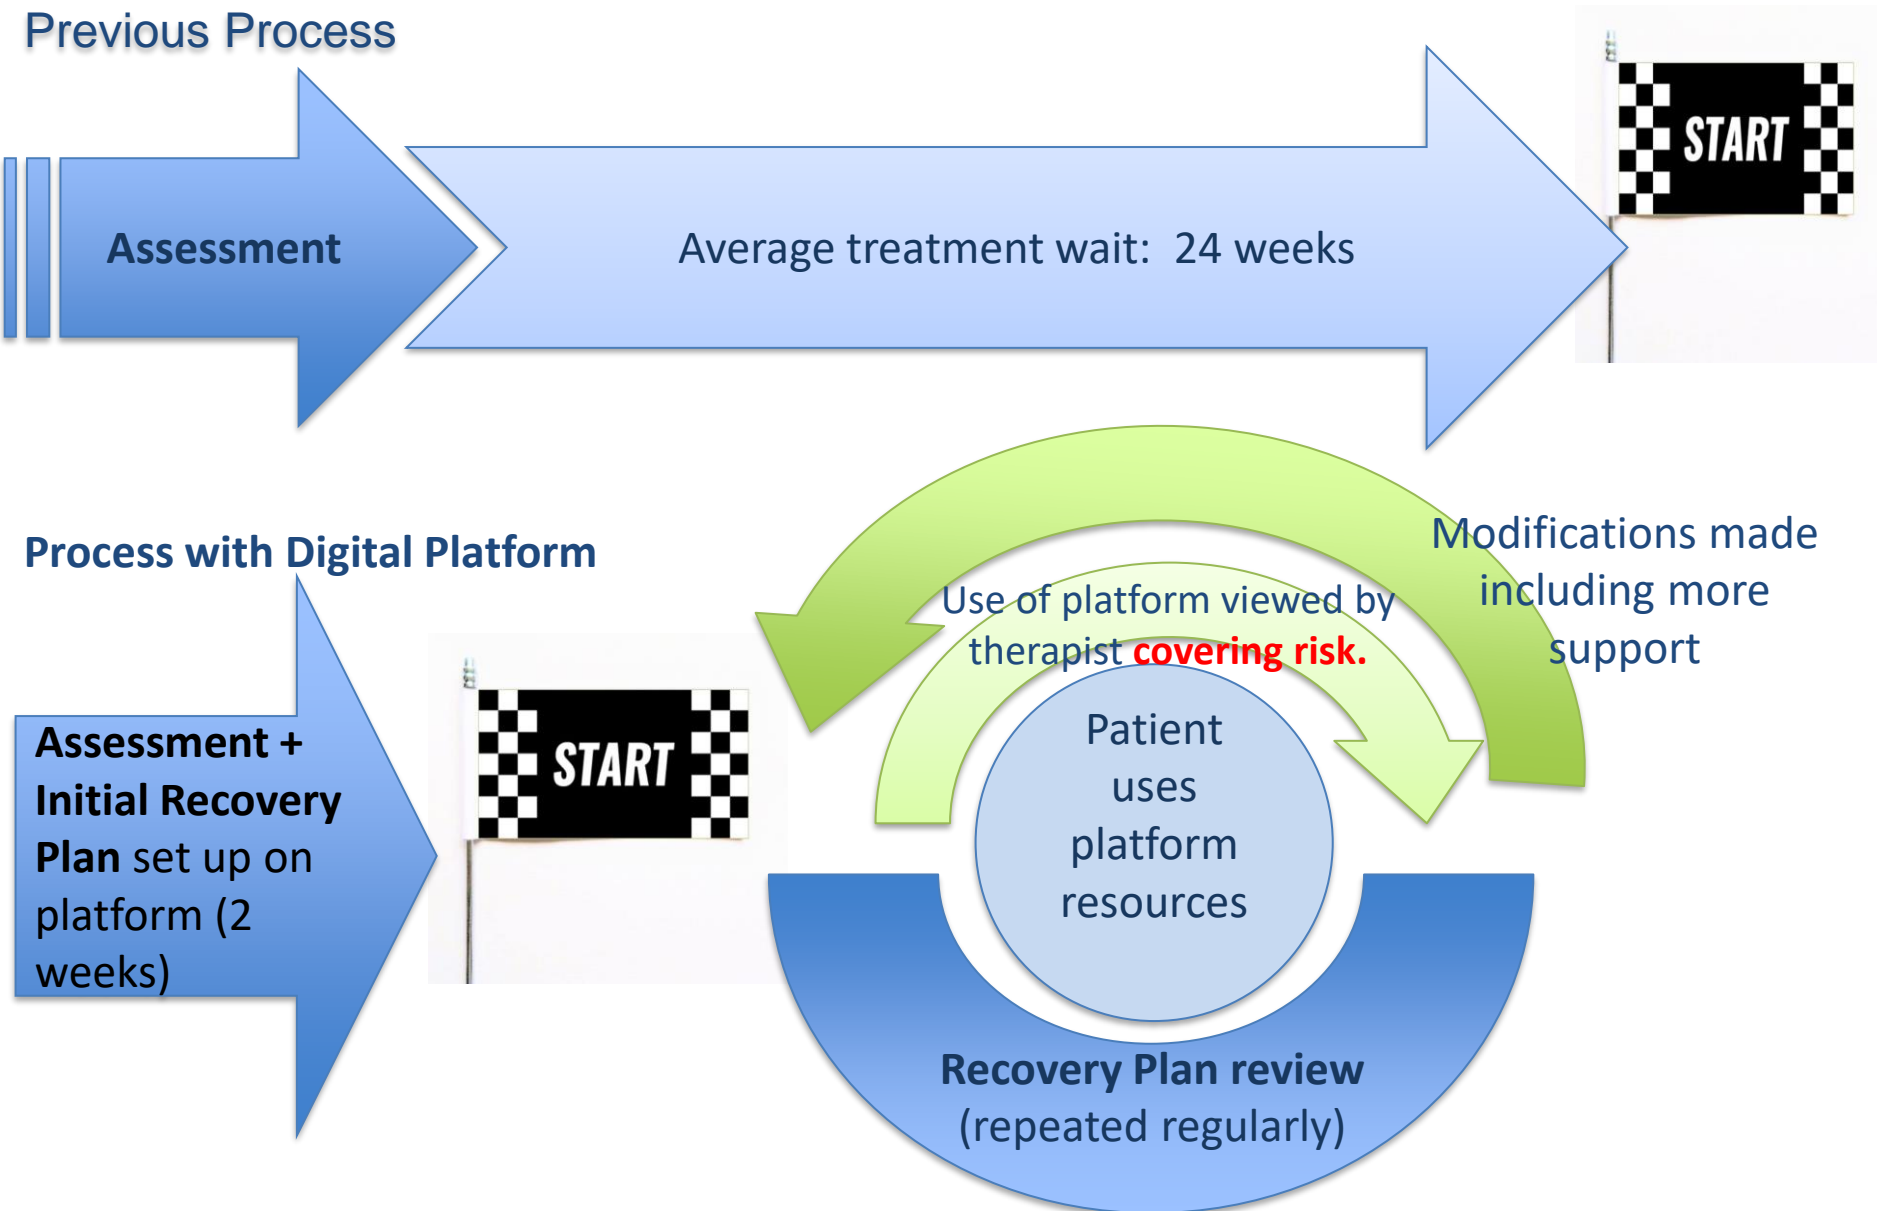 Previous Process
START
Assessment
Average treatment wait:  24 weeks
Process with Digital Platform
Modifications made
including more
support
Use of platform viewed by
therapist covering risk.
Assessment +
Initial Recovery
Plan set up on
platform (2
weeks)
START
Patient
uses
platform
resources
Recovery Plan review
(repeated regularly)